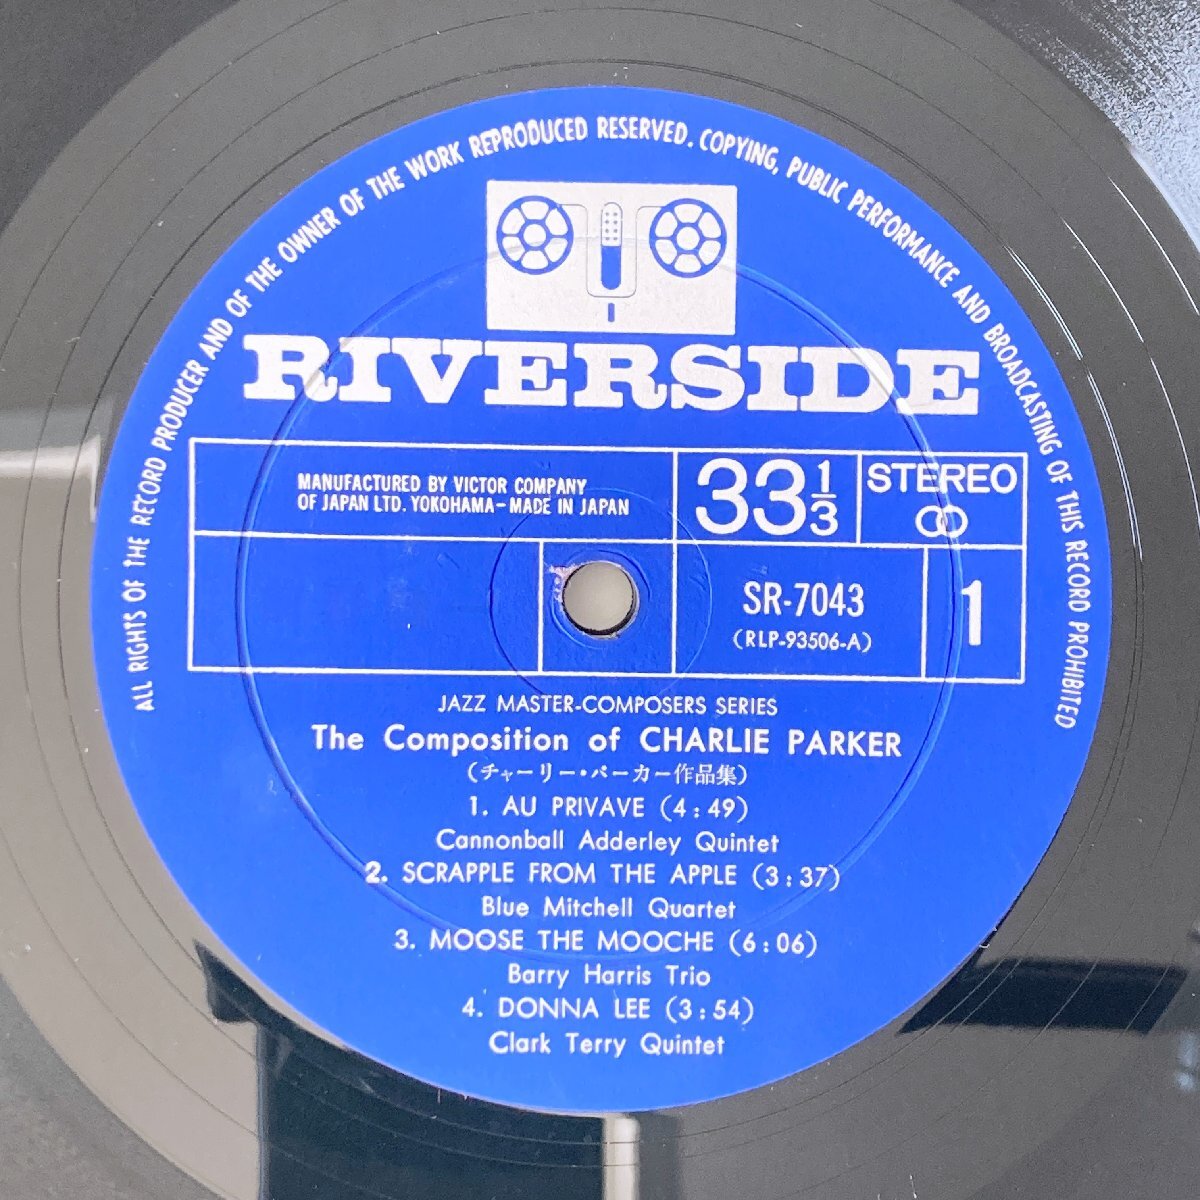 ALL RIGHTS OF THE RECORD PRODUCER AND OF THE OWNER OF THE WORK REPRODUCED RESERVED. COPYING, PUBLIC PERFORMANCE AND BROADCASTING OF THIS RECORD PROHIBITED
RIVERSIDE
MANUFACTURED BY VICTOR COMPANY
OF JAPAN LTD. YOKOHAMA-MADE IN JAPAN
33 1/3
STEREO
SR-7043
(RLP-93506-A)
1
JAZZ MASTER-COMPOSERS SERIES
The Composition of CHARLIE PARKER
(チャーリー・パーカー作品集)
1. AU PRIVAVE (4:49)
Cannonball Adderley Quintet
2. SCRAPPLE FROM THE APPLE (3:37)
Blue Mitchell Quartet
3. MOOSE THE MOOCHE (6:06)
Barry Harris Trio
4. DONNA LEE (3:54)
Clark Terry Quintet